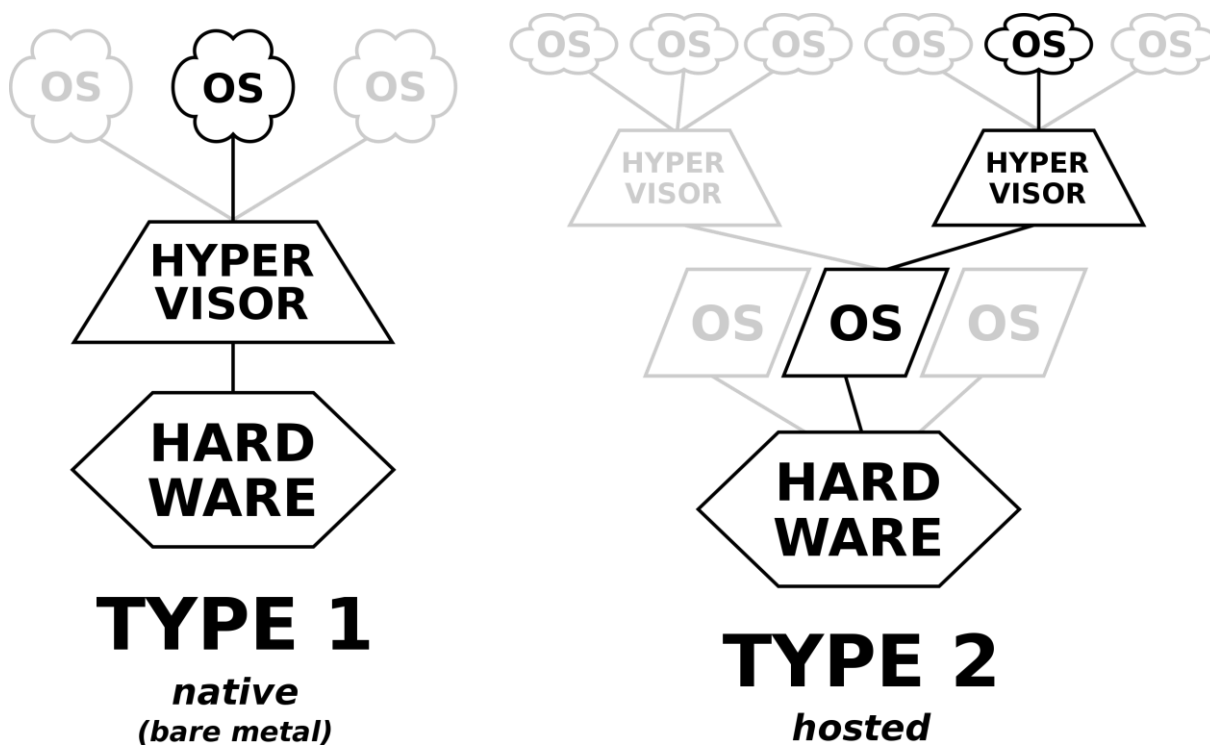 OS OS OS
HYPER
VISOR
HARD
WARE
TYPE 1
native
(bare metal)
OS OS OS OS OS OS
HYPER
VISOR
HYPER
VISOR
OS OS OS
HARD
WARE
TYPE 2
hosted